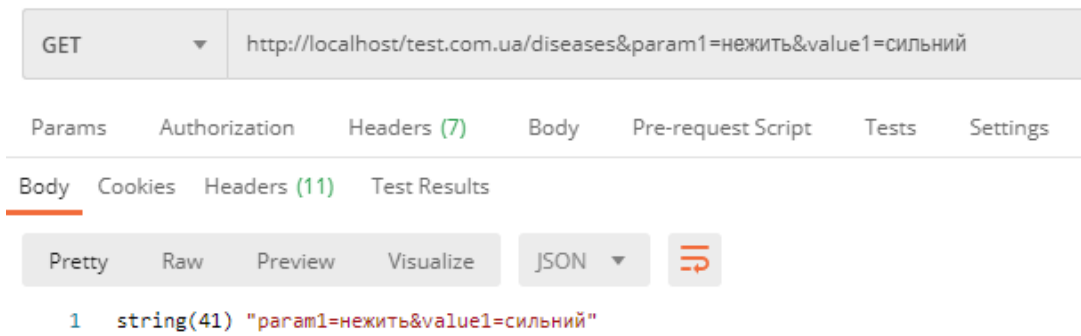 GET http://localhost/test.com.ua/diseases&param1=нежить&value1=сильний
Params Authorization Headers (7) Body Pre-request Script Tests Settings
Body Cookies Headers (11) Test Results
Pretty Raw Preview Visualize JSON
1 string(41) "param1=нежить&value1=сильний"